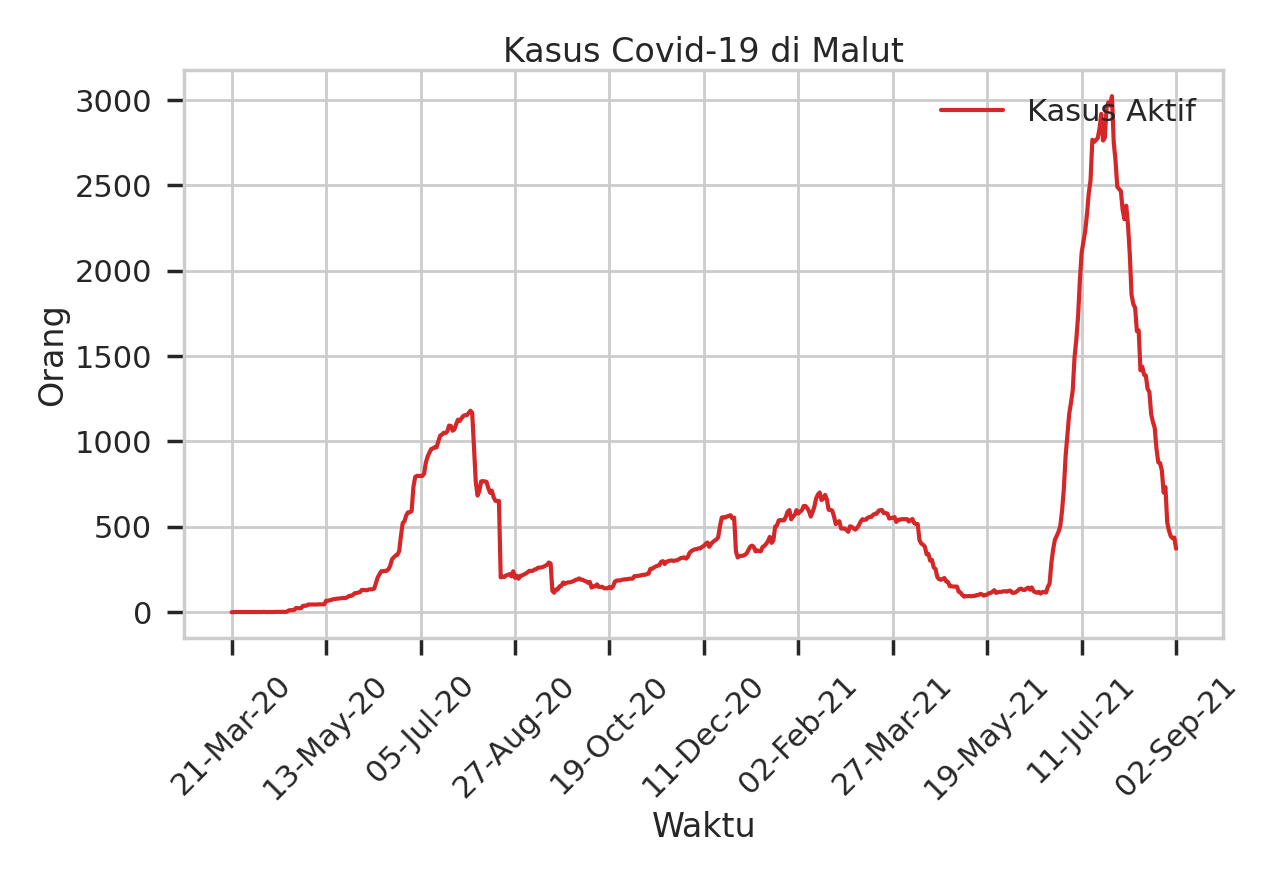 Kasus Covid-19 di Malut
Kasus Aktif
3000
2500
2000
1500
1000
500
0
Orang
21-Mar-20
13-May-20
05-Jul-20
27-Aug-20
19-Oct-20
11-Dec-20
02-Feb-21
27-Mar-21
19-May-21
11-Jul-21
02-Sep-21
Waktu